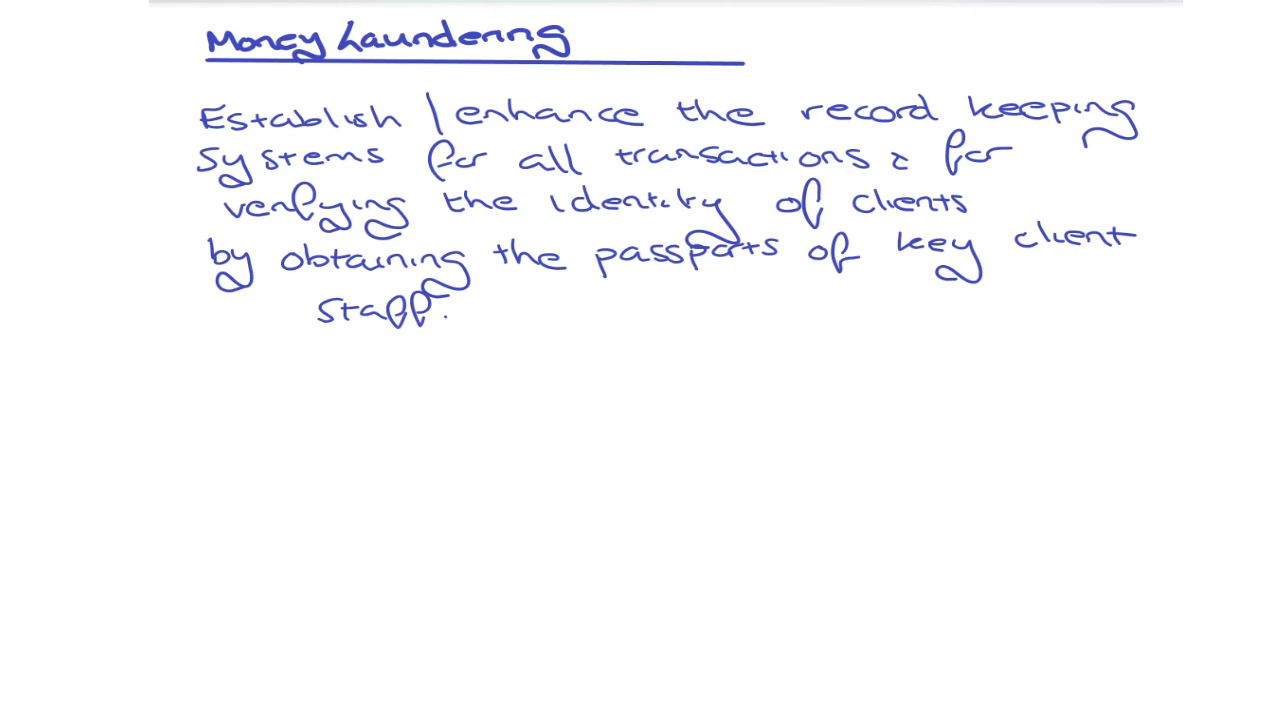 Money Laundering
Establish / enhance the record keeping
systems for all transactions & for
verifying the identity of clients
by obtaining the passports of key client
staff.